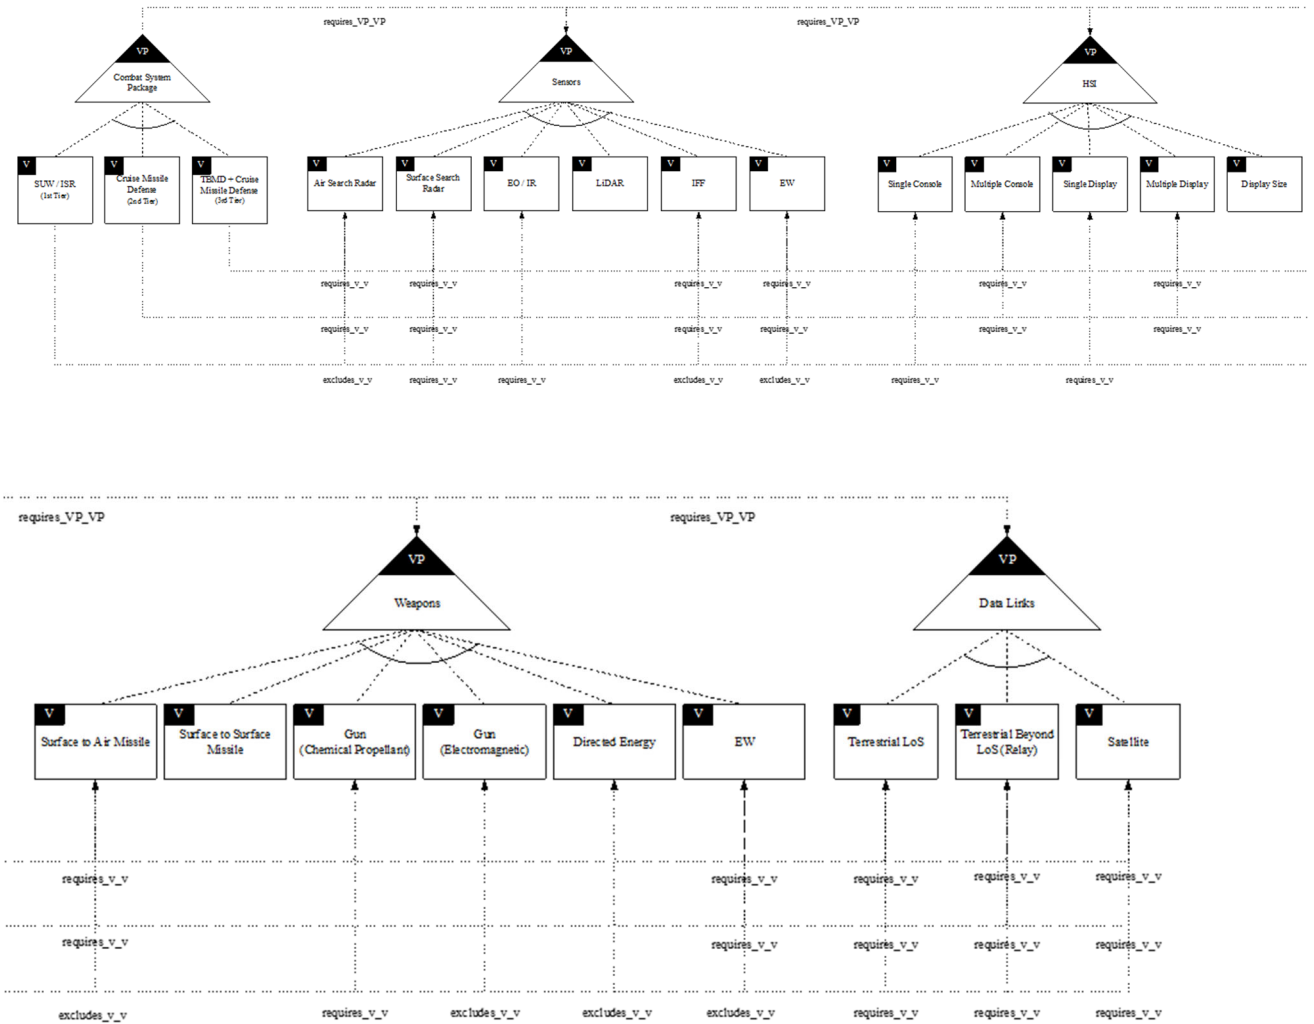 requires_VP_VP
requires_VP_VP
VP
Combat System
Package
VP
Sensors
VP
HSI
V
SUW / ISR
(1st Tier)
V
Cruise Missile
Defense
(2nd Tier)
V
TBMD + Cruise
Missile Defense
(3rd Tier)
V
Air Search Radar
V
Surface Search
Radar
V
EO / IR
V
LiDAR
V
IFF
V
EW
V
Single Console
V
Multiple Console
V
Single Display
V
Multiple Display
V
Display Size
requires_v_v
requires_v_v
requires_v_v
requires_v_v
requires_v_v
requires_v_v
requires_v_v
requires_v_v
requires_v_v
requires_v_v
requires_v_v
requires_v_v
excludes_v_v
requires_v_v
requires_v_v
excludes_v_v
excludes_v_v
requires_v_v
requires_v_v
requires_VP_VP
requires_VP_VP
VP
Weapons
VP
Data Links
V
Surface to Air Missile
V
Surface to Surface
Missile
V
Gun
(Chemical Propellant)
V
Gun
(Electromagnetic)
V
Directed Energy
V
EW
V
Terrestrial LoS
V
Terrestrial Beyond
LoS (Relay)
V
Satellite
requires_v_v
requires_v_v
requires_v_v
requires_v_v
requires_v_v
requires_v_v
requires_v_v
requires_v_v
requires_v_v
requires_v_v
excludes_v_v
requires_v_v
excludes_v_v
excludes_v_v
excludes_v_v
requires_v_v
requires_v_v
requires_v_v